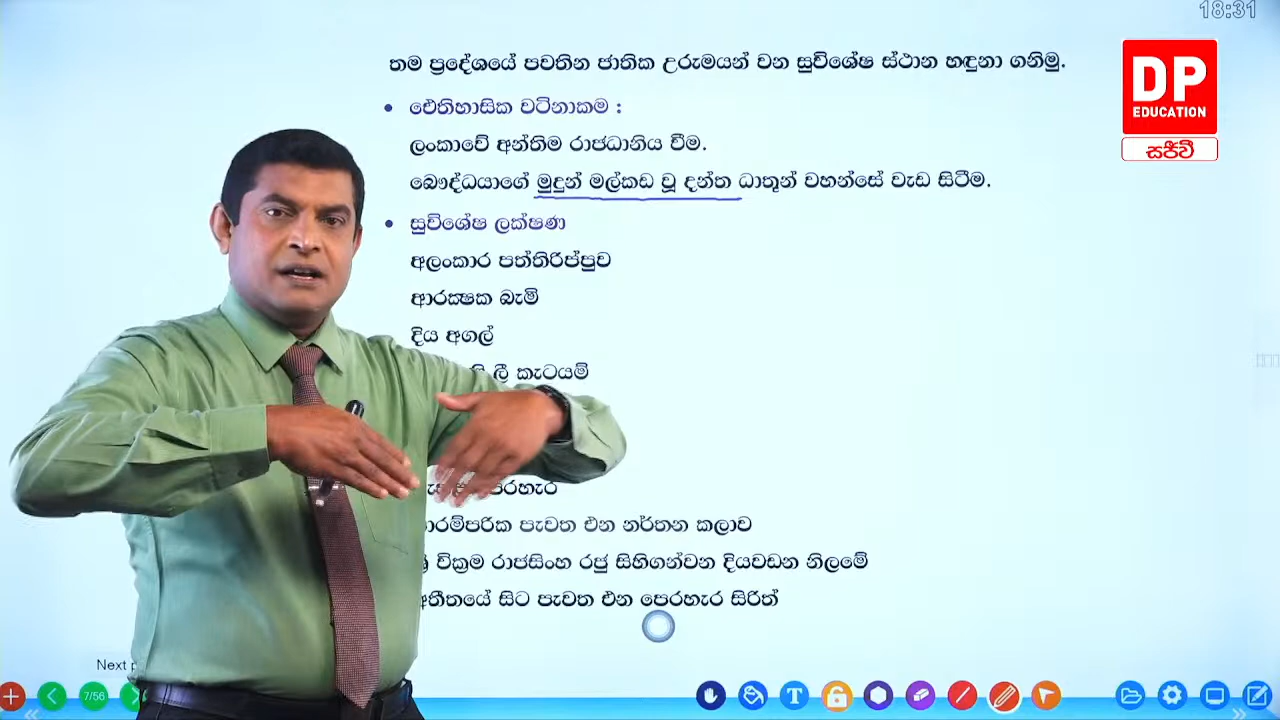 18:31
තම ප්‍රදේශයේ පවතින ජාතික උරුමයන් වන සුවිශේෂ ස්ථාන හඳුනා ගනිමු.
DP
EDUCATION
සජීවී
• ඓතිහාසික වටිනාකම :
ලංකාවේ අන්තිම රාජධානිය වීම.
බෞද්ධයාගේ මුදුන් මල්කඩ වූ දන්ත ධාතූන් වහන්සේ වැඩ සිටීම.
• සුවිශේෂ ලක්ෂණ
අලංකාර පත්තිරිප්පුව
ආරක්‍ෂක බැමි
දිය අගල්
ලී කැටයම්
පෙරහැර
පැවත එන නර්තන කලාව
වික්‍රම රාජසිංහ රජු සිහිගන්වන දියවඩන නිලමේ
අතීතයේ සිට පැවත එන පෙරහැර සිරිත්
Next
7/56
T